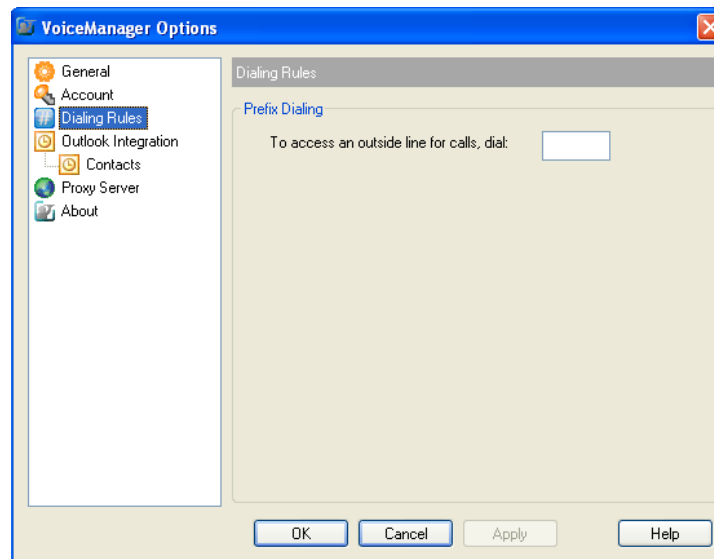 VoiceManager Options
General
Account
Dialing Rules
Outlook Integration
Contacts
Proxy Server
About
Dialing Rules
Prefix Dialing
To access an outside line for calls, dial:
OK
Cancel
Apply
Help